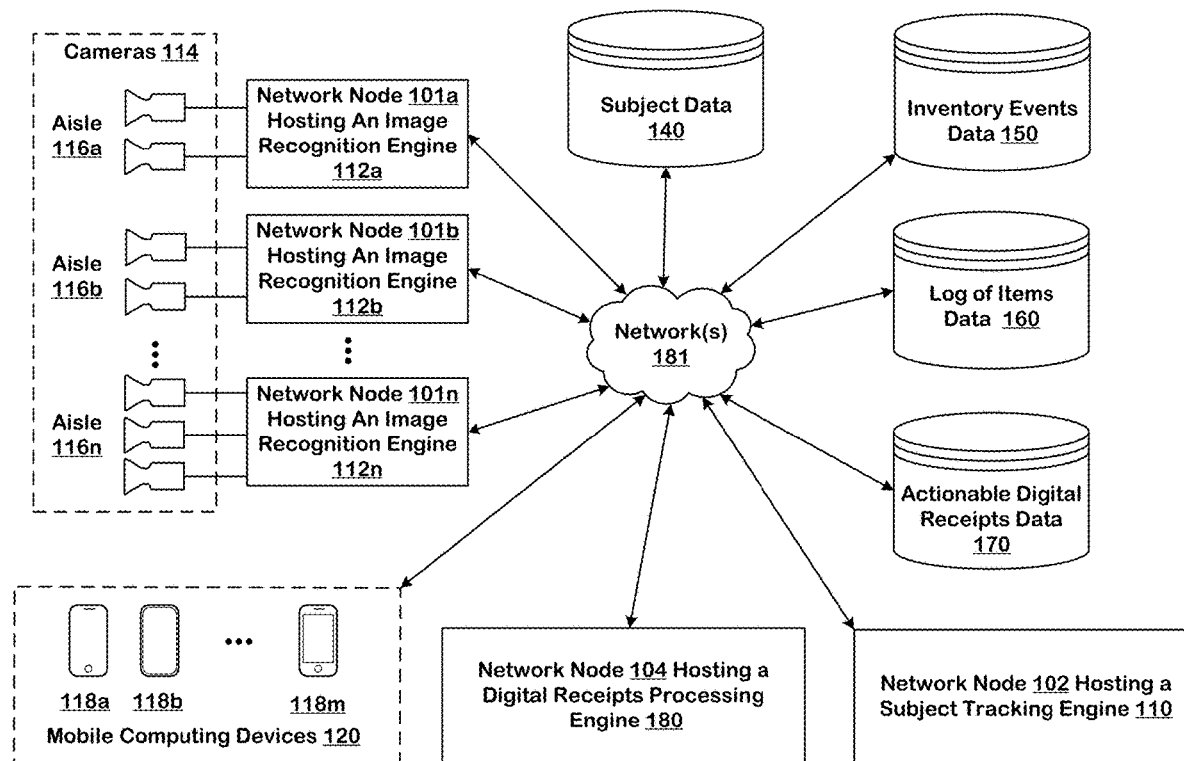 Cameras 114
Aisle
116a
Network Node 101a
Hosting An Image
Recognition Engine
112a
Aisle
116b
Network Node 101b
Hosting An Image
Recognition Engine
112b
Aisle
116n
Network Node 101n
Hosting An Image
Recognition Engine
112n
Subject Data
140
Inventory Events
Data 150
Log of Items
Data 160
Actionable Digital
Receipts Data
170
Network(s)
181
118a
118b
118m
Mobile Computing Devices 120
Network Node 104 Hosting a
Digital Receipts Processing
Engine 180
Network Node 102 Hosting a
Subject Tracking Engine 110